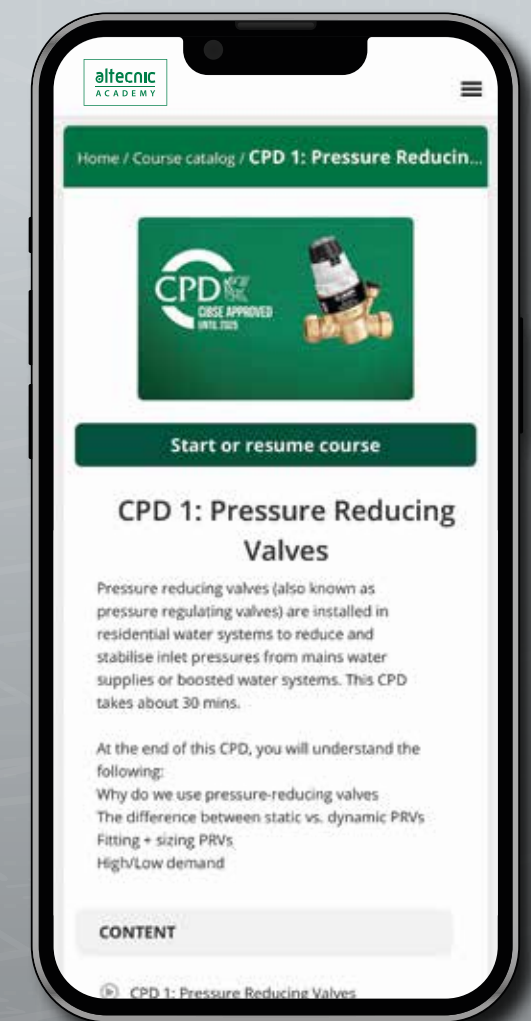 altecnic
ACADEMY
Home / Course catalog / CPD 1: Pressure Reducin...
CPD
CIBSE APPROVED
UNTIL 2025
Start or resume course
CPD 1: Pressure Reducing
Valves
Pressure reducing valves (also known as
pressure regulating valves) are installed in
residential water systems to reduce and
stabilise inlet pressures from mains water
supplies or boosted water systems. This CPD
takes about 30 mins.
At the end of this CPD, you will understand the
following:
Why do we use pressure-reducing valves
The difference between static vs. dynamic PRVs
Fitting + sizing PRVs
High/Low demand
CONTENT
CPD 1: Pressure Reducing Valves